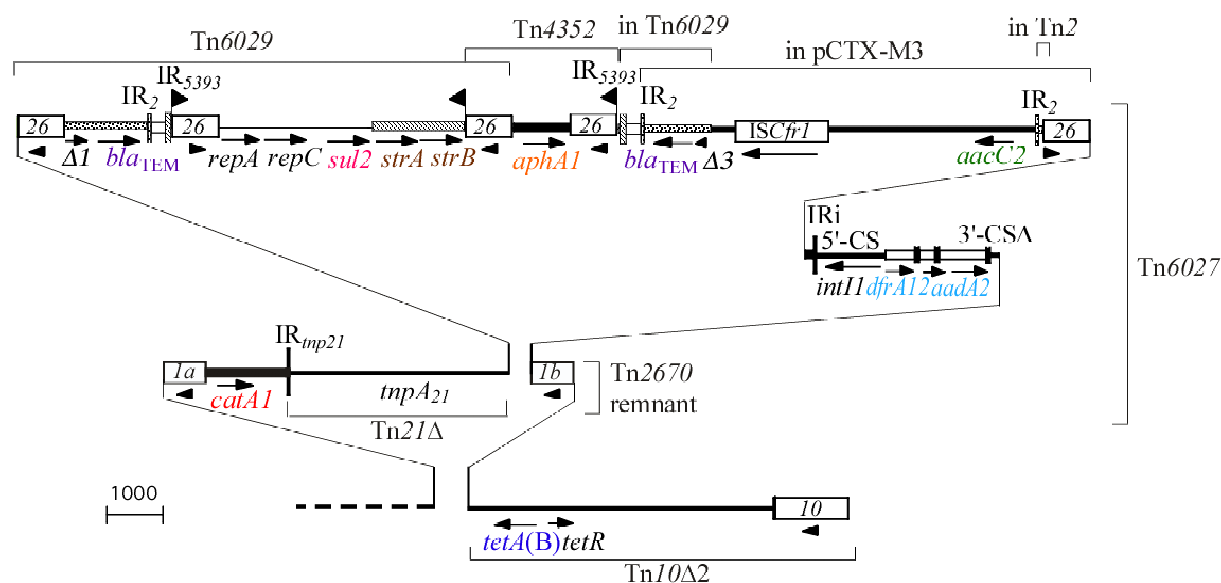 Tn6029 Tn4352 in Tn6029 in Tn2
in pCTX-M3
IR5393 IR5393
IR2 IR2 IR2
26 26 26 26 ISCfr1 26
Δ1 blaTEM repA repC sul2 strA strB aphA1 blaTEM Δ3 aacC2
IRi
5'-CS 3'-CSΔ
Tn6027
intI1 dfrA12 aadA2
IRtnp21
1a 1b
Tn2670
catA1 tnpA21 remnant
Tn21Δ
1000
10
tetA(B) tetR
Tn10Δ2